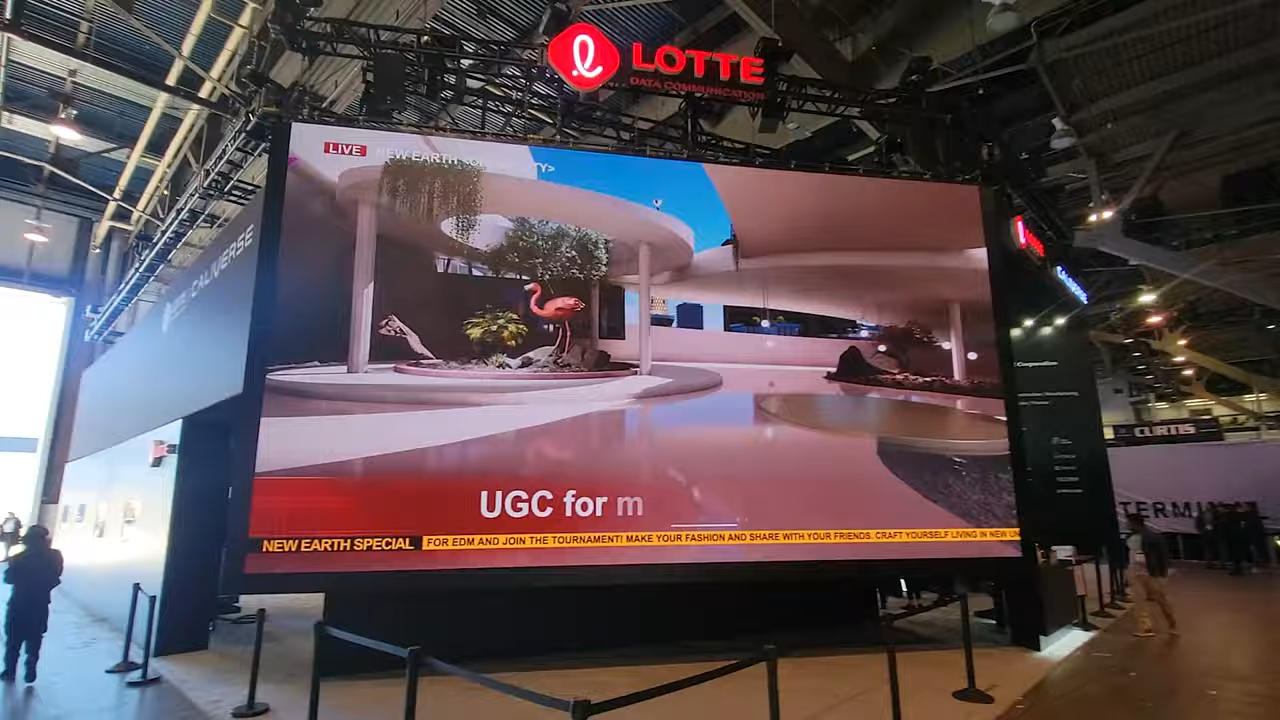 LOTTE
DATA COMMUNICATION
LIVE
NEW EARTH
CALIVERSE
Corporation
CURTIS
UGC for m
NEW EARTH SPECIAL
FOR EDM AND JOIN THE TOURNAMENT! MAKE YOUR FASHION AND SHARE WITH YOUR FRIENDS. CRAFT YOURSELF LIVING IN NEW UN